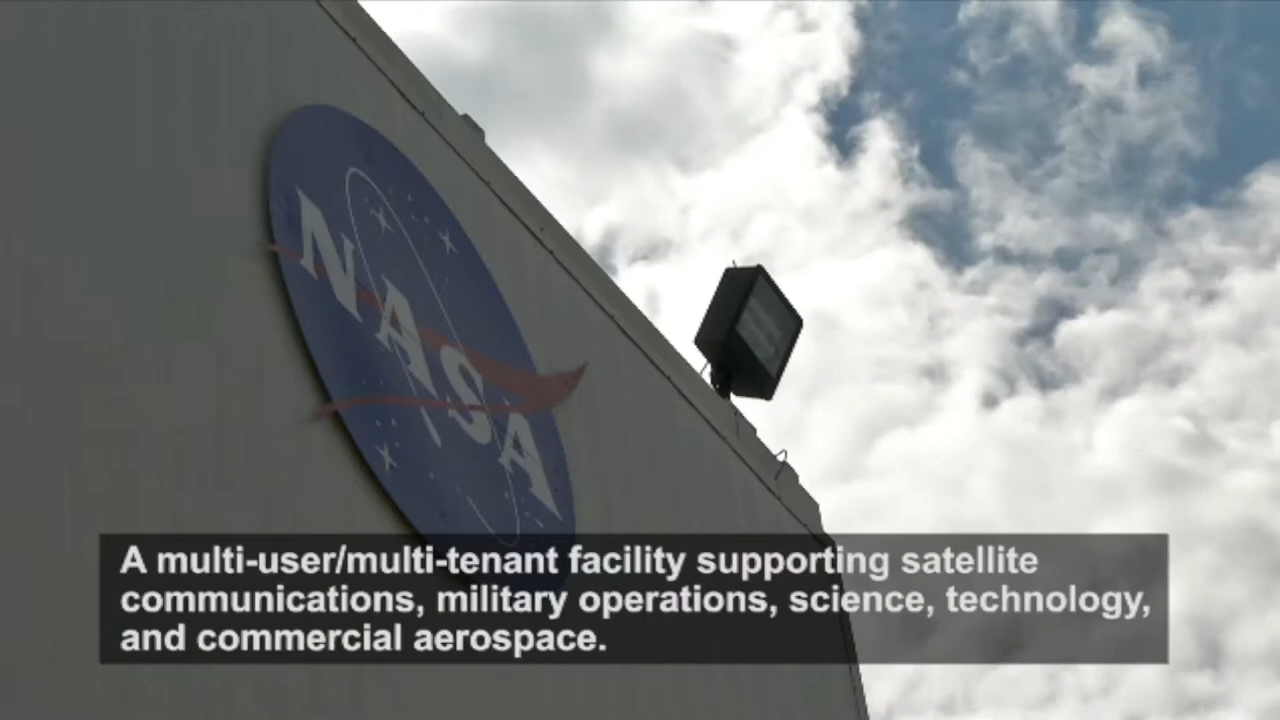 NASA
A multi-user/multi-tenant facility supporting satellite
communications, military operations, science, technology,
and commercial aerospace.